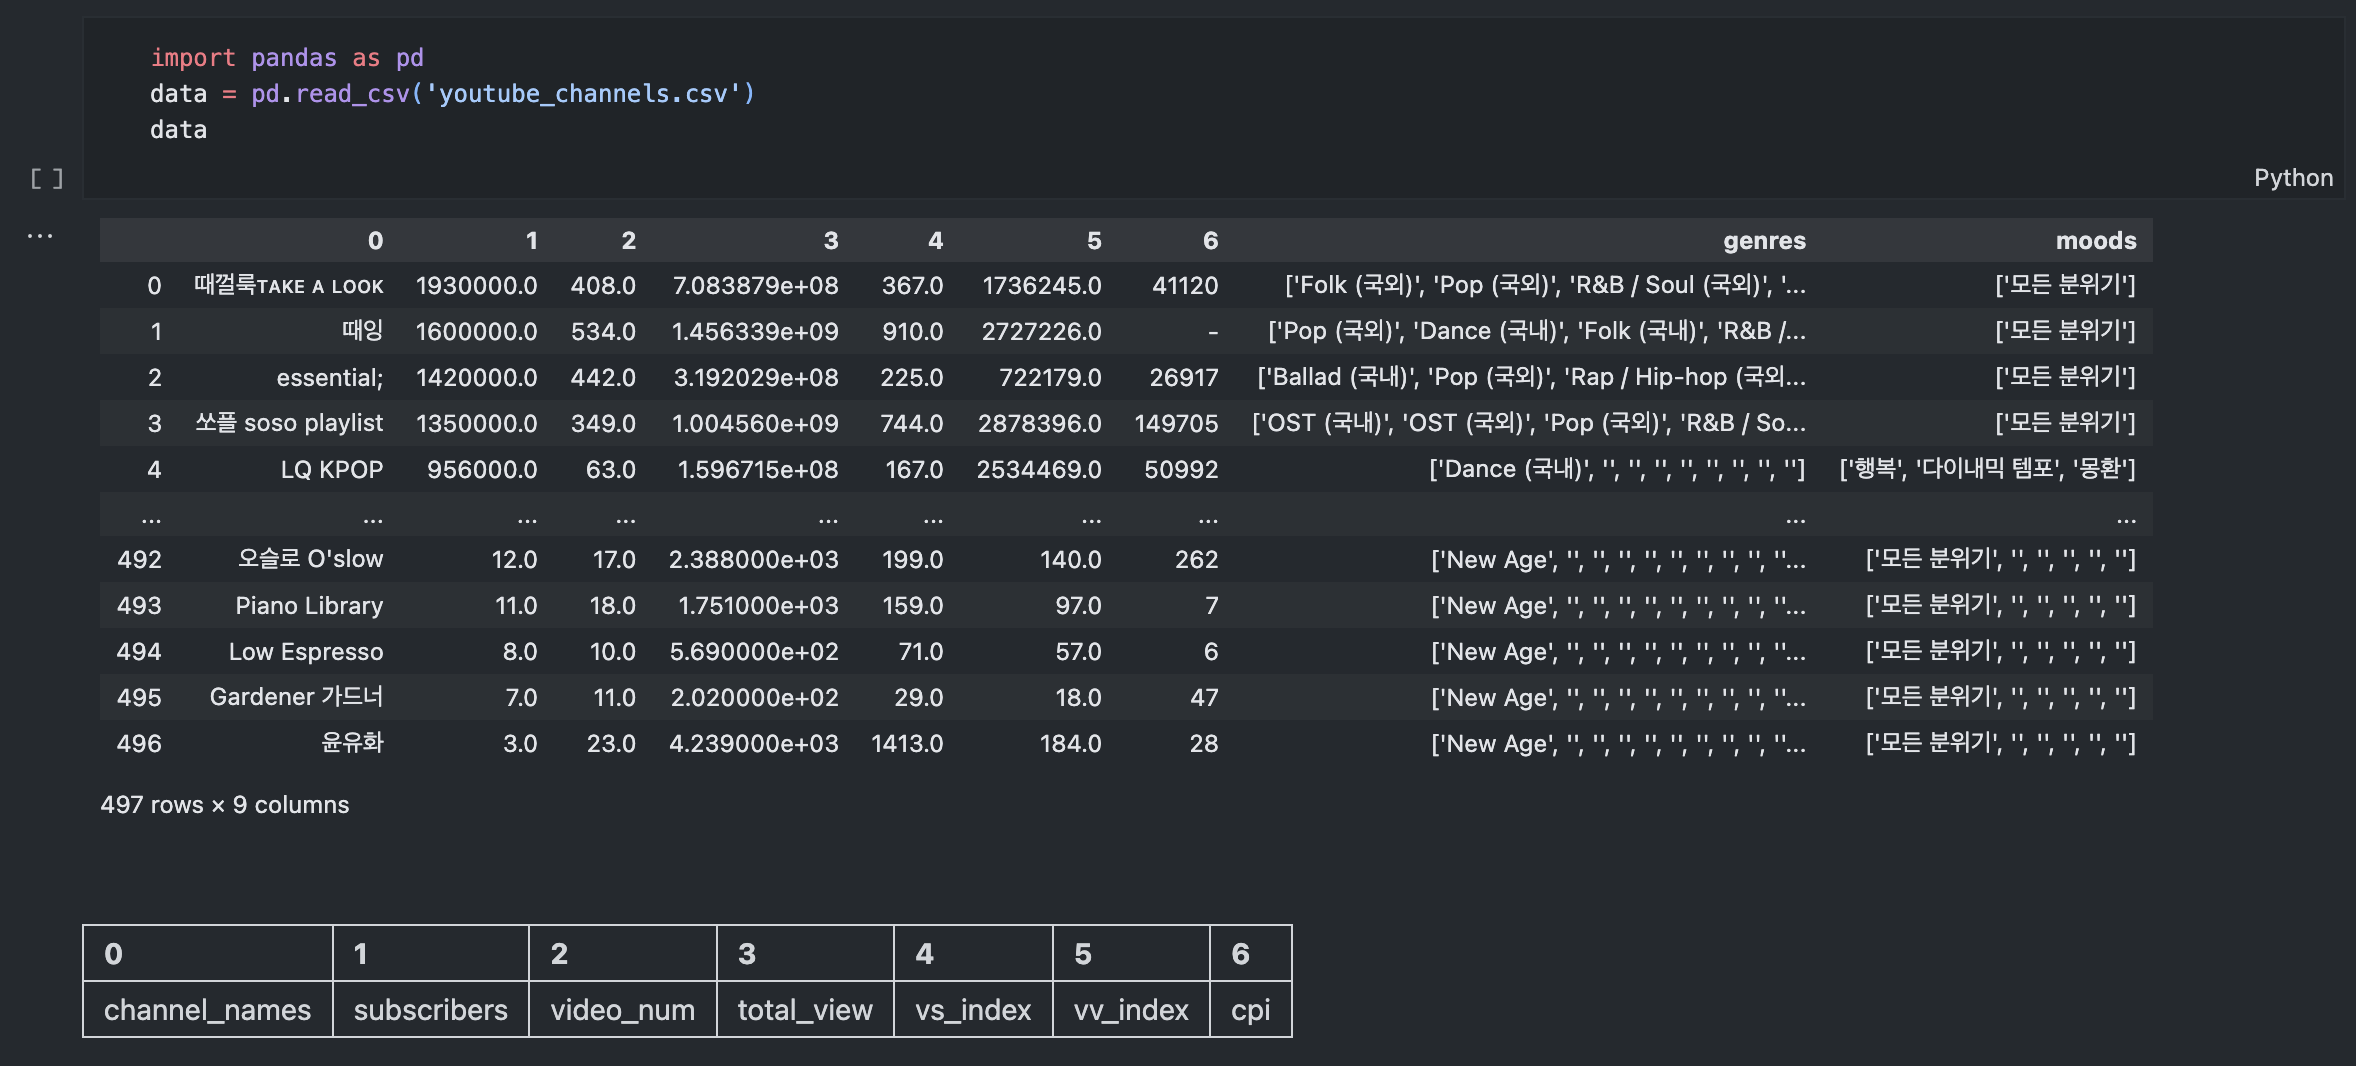 import pandas as pd
data = pd.read_csv('youtube_channels.csv')
data
[ ]
Python
...
0 1 2 3 4 5 6 genres moods
0 때껄룩ᴛᴀᴋᴇ ᴀ ʟᴏᴏᴋ 1930000.0 408.0 7.083879e+08 367.0 1736245.0 41120 ['Folk (국외)', 'Pop (국외)', 'R&B / Soul (국외)', '... ['모든 분위기']
1 때잉 1600000.0 534.0 1.456339e+09 910.0 2727226.0 - ['Pop (국외)', 'Dance (국내)', 'Folk (국내)', 'R&B /... ['모든 분위기']
2 essential; 1420000.0 442.0 3.192029e+08 225.0 722179.0 26917 ['Ballad (국내)', 'Pop (국외)', 'Rap / Hip-hop (국외... ['모든 분위기']
3 쏘플 soso playlist 1350000.0 349.0 1.004560e+09 744.0 2878396.0 149705 ['OST (국내)', 'OST (국외)', 'Pop (국외)', 'R&B / So... ['모든 분위기']
4 LQ KPOP 956000.0 63.0 1.596715e+08 167.0 2534469.0 50992 ['Dance (국내)', '', '', '', '', '', '', '', ''] ['행복', '다이내믹 템포', '몽환']
... ... ... ... ... ... ... ... ... ...
492 오슬로 O'slow 12.0 17.0 2.388000e+03 199.0 140.0 262 ['New Age', '', '', '', '', '', '', '', ''... ['모든 분위기', '', '', '', '', '']
493 Piano Library 11.0 18.0 1.751000e+03 159.0 97.0 7 ['New Age', '', '', '', '', '', '', '', ''... ['모든 분위기', '', '', '', '', '']
494 Low Espresso 8.0 10.0 5.690000e+02 71.0 57.0 6 ['New Age', '', '', '', '', '', '', '', ''... ['모든 분위기', '', '', '', '', '']
495 Gardener 가드너 7.0 11.0 2.020000e+02 29.0 18.0 47 ['New Age', '', '', '', '', '', '', '', ''... ['모든 분위기', '', '', '', '', '']
496 윤유화 3.0 23.0 4.239000e+03 1413.0 184.0 28 ['New Age', '', '', '', '', '', '', '', ''... ['모든 분위기', '', '', '', '', '']
497 rows × 9 columns
0 1 2 3 4 5 6
channel_names subscribers video_num total_view vs_index vv_index cpi